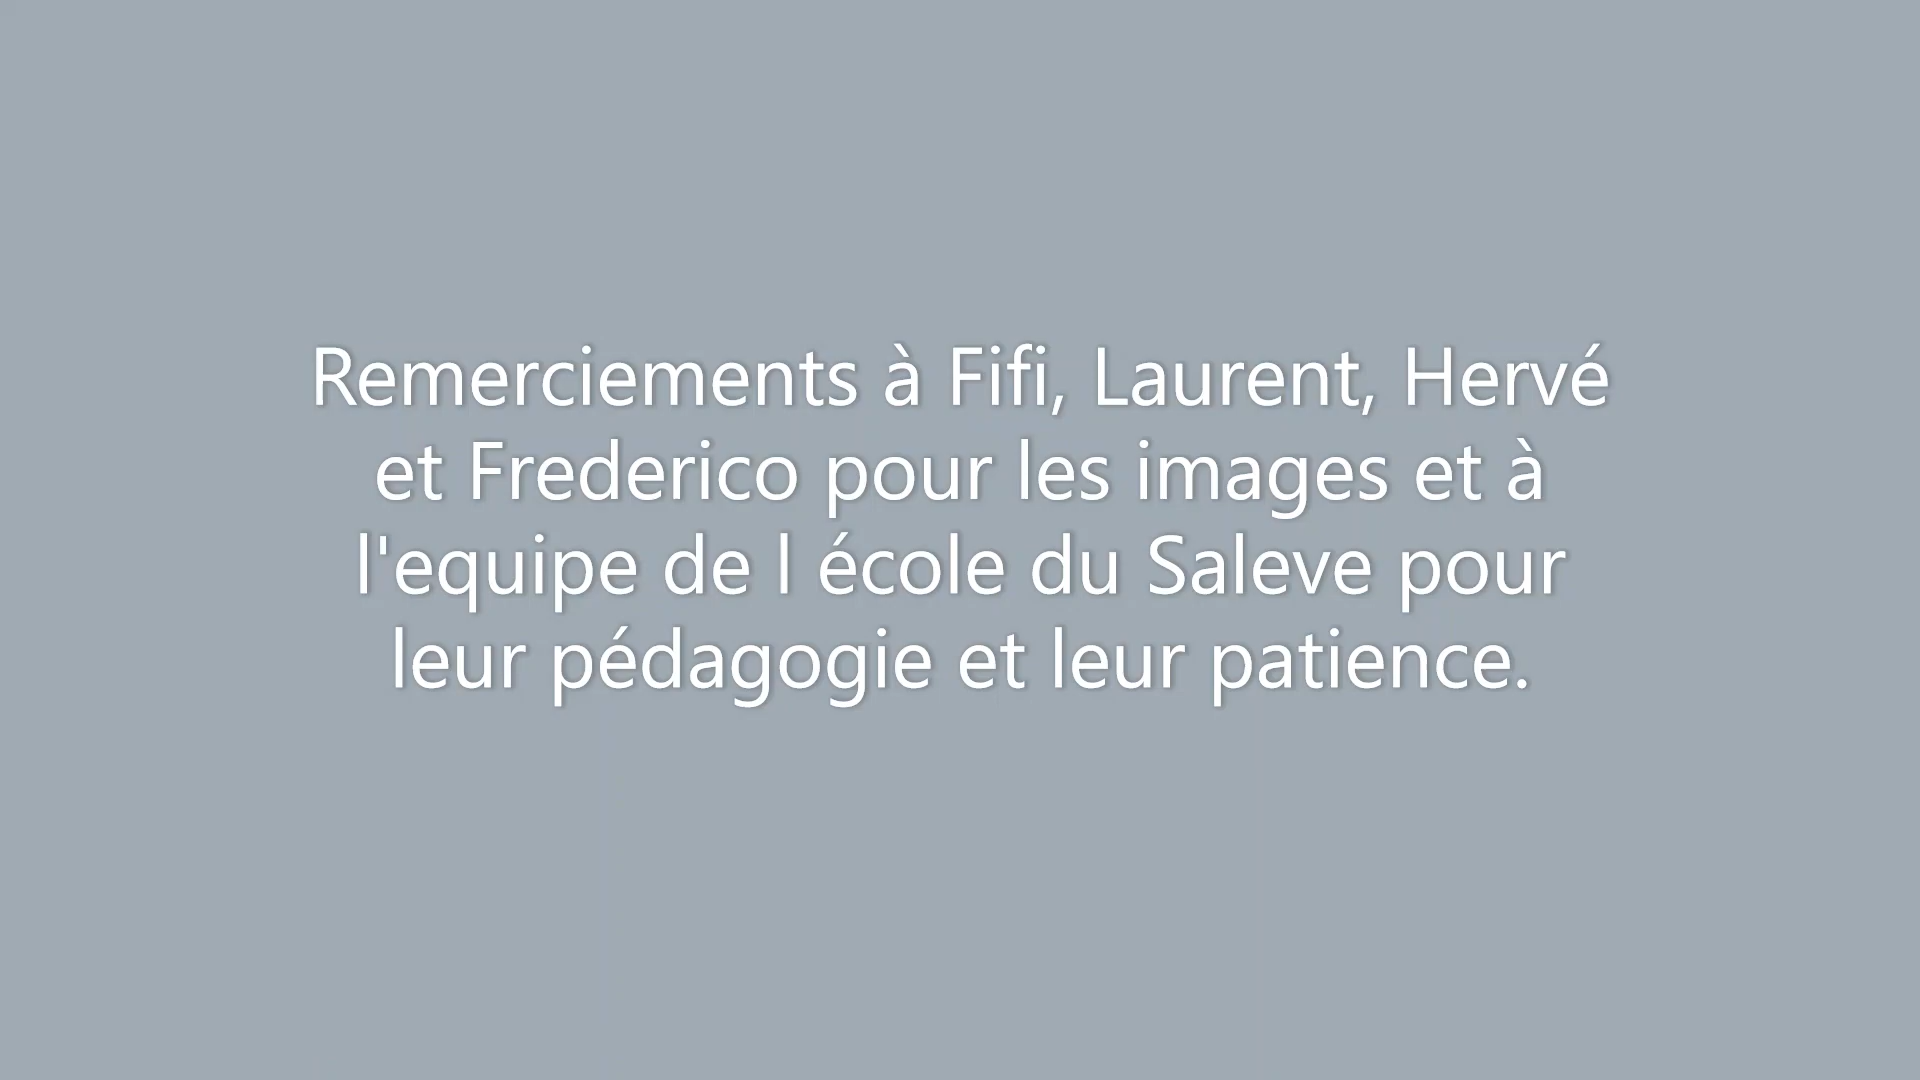 Remerciements à Fifi, Laurent, Hervé
et Frederico pour les images et à
l'equipe de l école du Saleve pour
leur pédagogie et leur patience.